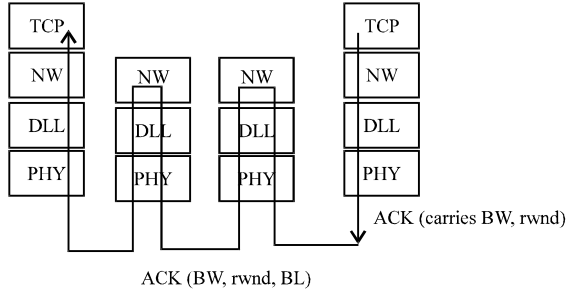 TCP
TCP
NW
NW
NW
NW
DLL
DLL
DLL
DLL
PHY
PHY
PHY
PHY
ACK (carries BW, rwnd)
ACK (BW, rwnd, BL)